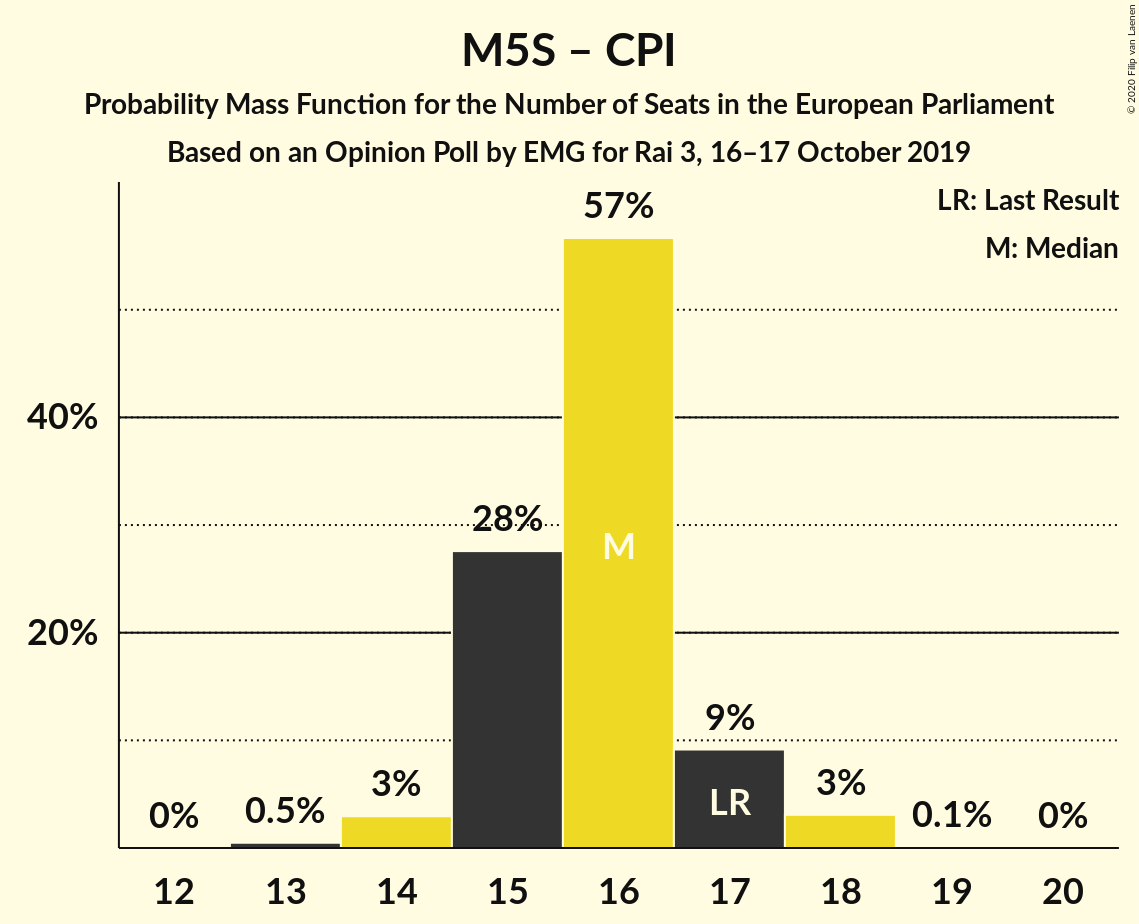 M5S – CPI
Probability Mass Function for the Number of Seats in the European Parliament
Based on an Opinion Poll by EMG for Rai 3, 16–17 October 2019
© 2020 Filip van Laenen
LR: Last Result
M: Median
57%
40%
28%
M
20%
9%
LR
3%
3%
0.5%
0.1%
0%
0%
12 13 14 15 16 17 18 19 20